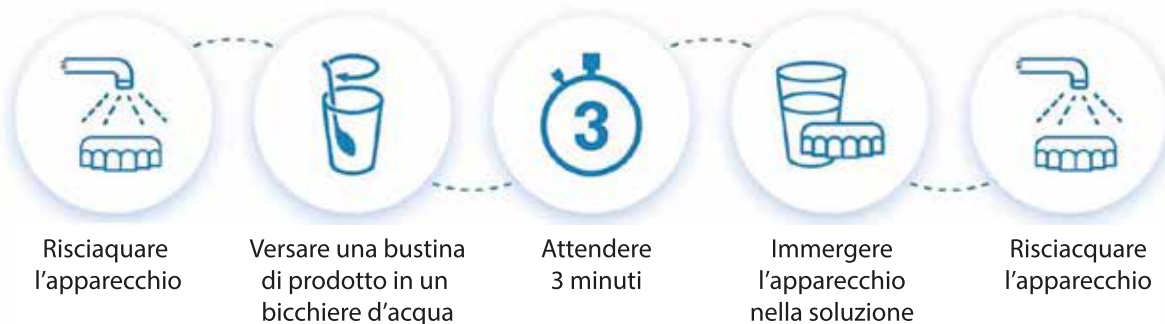 3
Risciaquare
l’apparecchio
Versare una bustina
di prodotto in un
bicchiere d’acqua
Attendere
3 minuti
Immergere
l’apparecchio
nella soluzione
Risciacquare
l’apparecchio